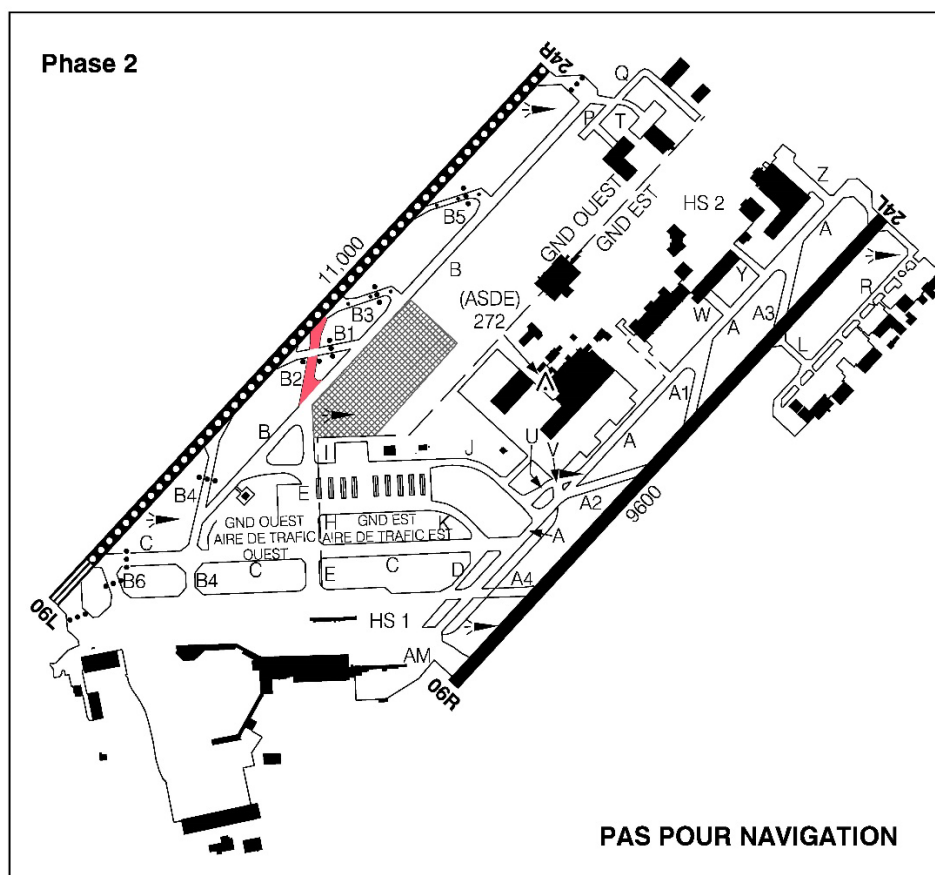 Phase 2
24R
Q
P
T
B5
GND OUEST
GND EST
HS 2
Z
24L
A
11,000
B
(ASDE)
272
Y
R
W
A
A3
B3
B1
B2
L
A1
A
B
I
J
U
V
A2
9600
B4
E
GND OUEST
AIRE DE TRAFIC
OUEST
H
GND EST
AIRE DE TRAFIC EST
K
A
C
B6
B4
C
E
C
D
A4
06L
HS 1
AM
06R
PAS POUR NAVIGATION